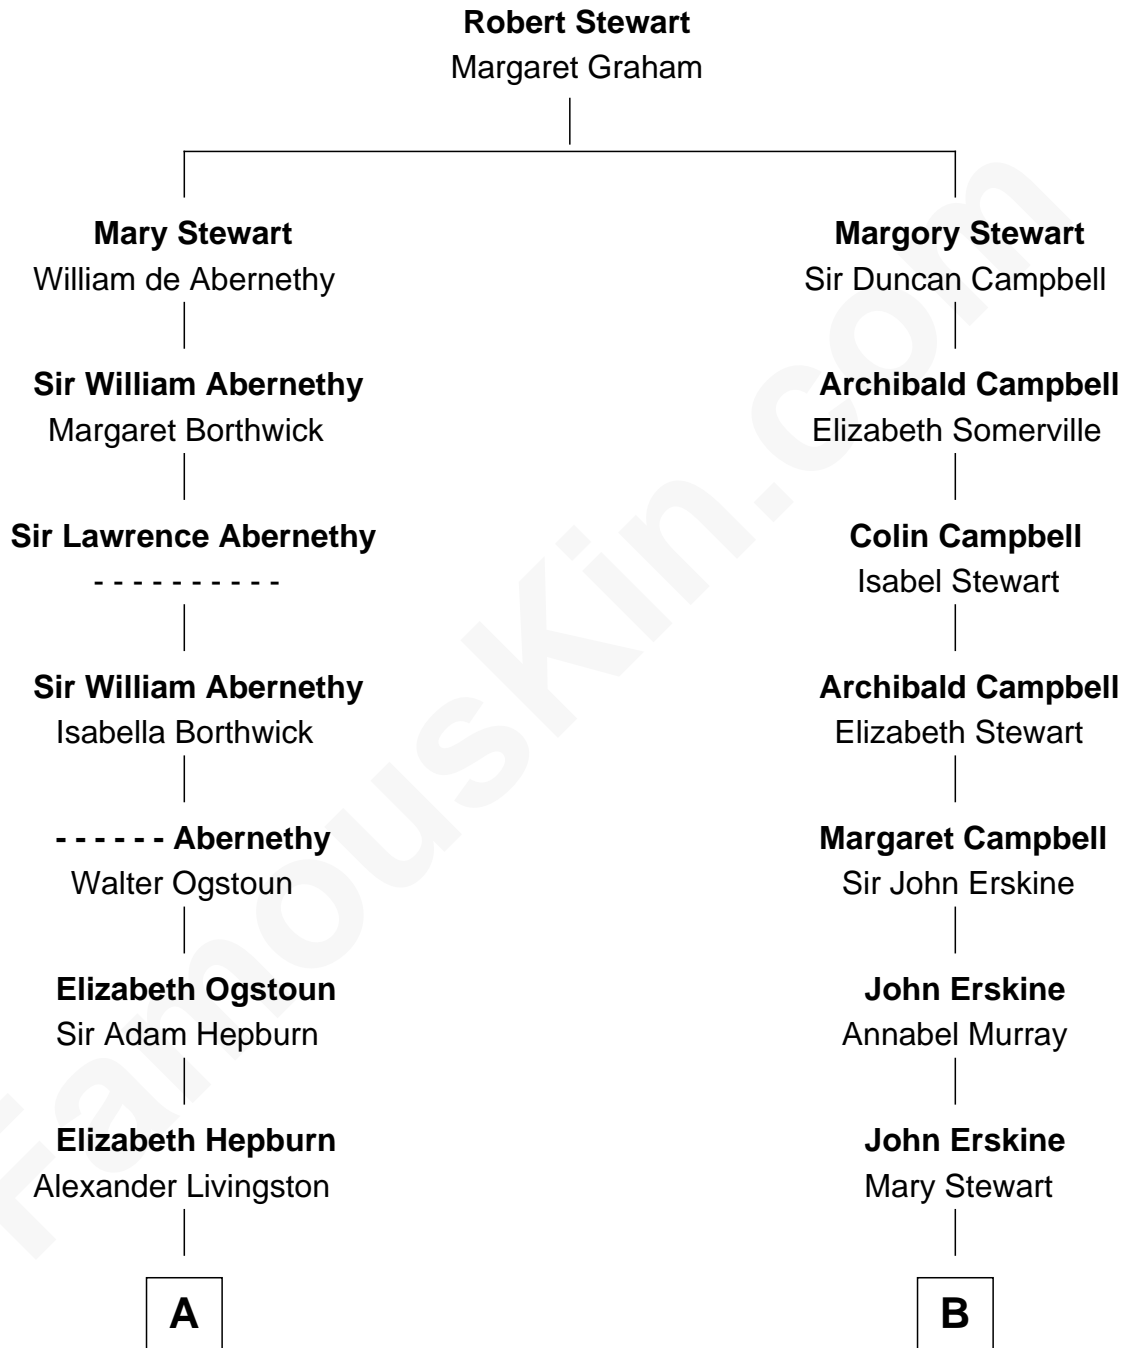 Robert Stewart
Margaret Graham
Mary Stewart
William de Abernethy
Margory Stewart
Sir Duncan Campbell
Sir William Abernethy
Margaret Borthwick
Archibald Campbell
Elizabeth Somerville
Sir Lawrence Abernethy
- - - - - - - - - -
Colin Campbell
Isabel Stewart
Sir William Abernethy
Isabella Borthwick
Archibald Campbell
Elizabeth Stewart
- - - - - - Abernethy
Walter Ogstoun
Margaret Campbell
Sir John Erskine
Elizabeth Ogstoun
Sir Adam Hepburn
John Erskine
Annabel Murray
Elizabeth Hepburn
Alexander Livingston
John Erskine
Mary Stewart
A
B
FamousKin.com